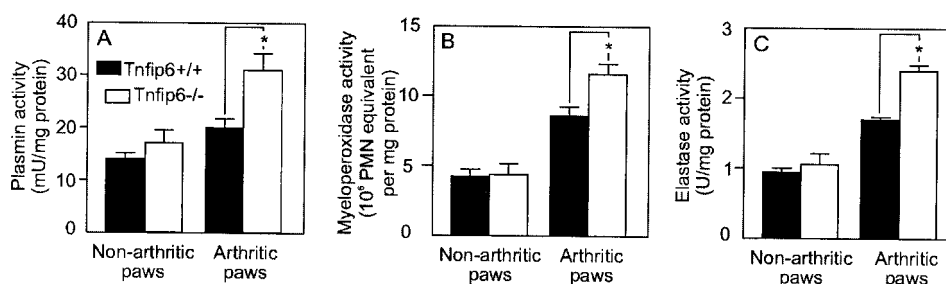 A
Plasmin activity
(mU/mg protein)
40
30
20
10
0
Tnfip6+/+
Tnfip6-/-
*
Non-arthritic
paws
Arthritic
paws
B
Myeloperoxidase activity
(10⁶ PMN equivalent
per mg protein)
15
10
5
0
*
Non-arthritic
paws
Arthritic
paws
C
Elastase activity
(U/mg protein)
3
2
1
0
*
Non-arthritic
paws
Arthritic
paws